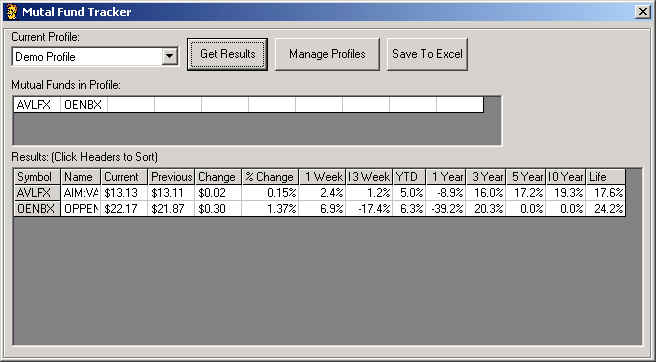 Mutal Fund Tracker
Current Profile:
Demo Profile
Get Results Manage Profiles Save To Excel
Mutual Funds in Profile:
AVLFX OENBX
Results: (Click Headers to Sort)
Symbol Name Current Previous Change % Change 1 Week 13 Week YTD 1 Year 3 Year 5 Year 10 Year Life
AVLFX AIM:VA $13.13 $13.11 $0.02 0.15% 2.4% 1.2% 5.0% -8.9% 16.0% 17.2% 19.3% 17.6%
OENBX OPPEN $22.17 $21.87 $0.30 1.37% 6.9% -17.4% 6.3% -39.2% 20.3% 0.0% 0.0% 24.2%